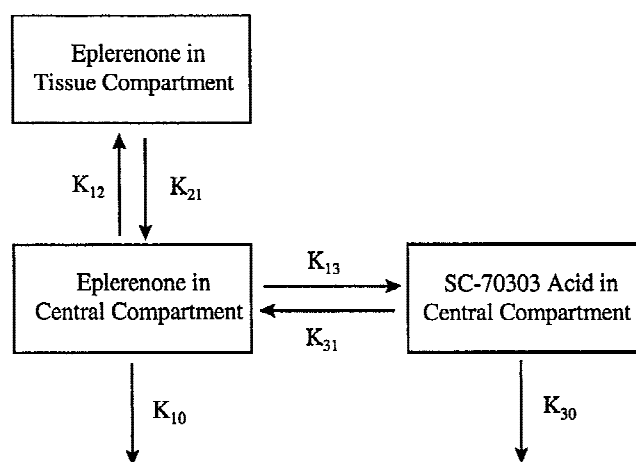 Eplerenone in
Tissue Compartment
K12
K21
Eplerenone in
Central Compartment
K13
K31
SC-70303 Acid in
Central Compartment
K10
K30